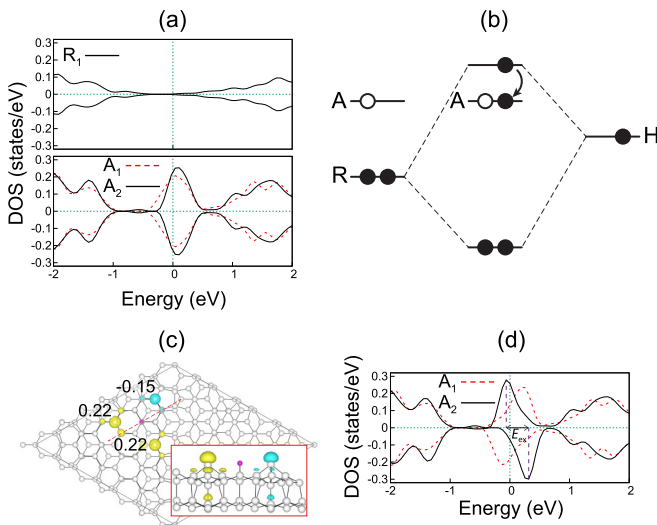 (a)
R1
0.3
0.2
0.1
0
-0.1
-0.2
-0.3
A1
A2
0.3
0.2
0.1
0
-0.1
-0.2
-0.3
DOS (states/eV)
-2 -1 0 1 2
Energy (eV)
(b)
A A
R H
(c)
-0.15
0.22
0.22
(d)
A1
A2
0.3
0.2
0.1
0
-0.1
-0.2
-0.3
Eex
DOS (states/eV)
-2 -1 0 1 2
Energy (eV)